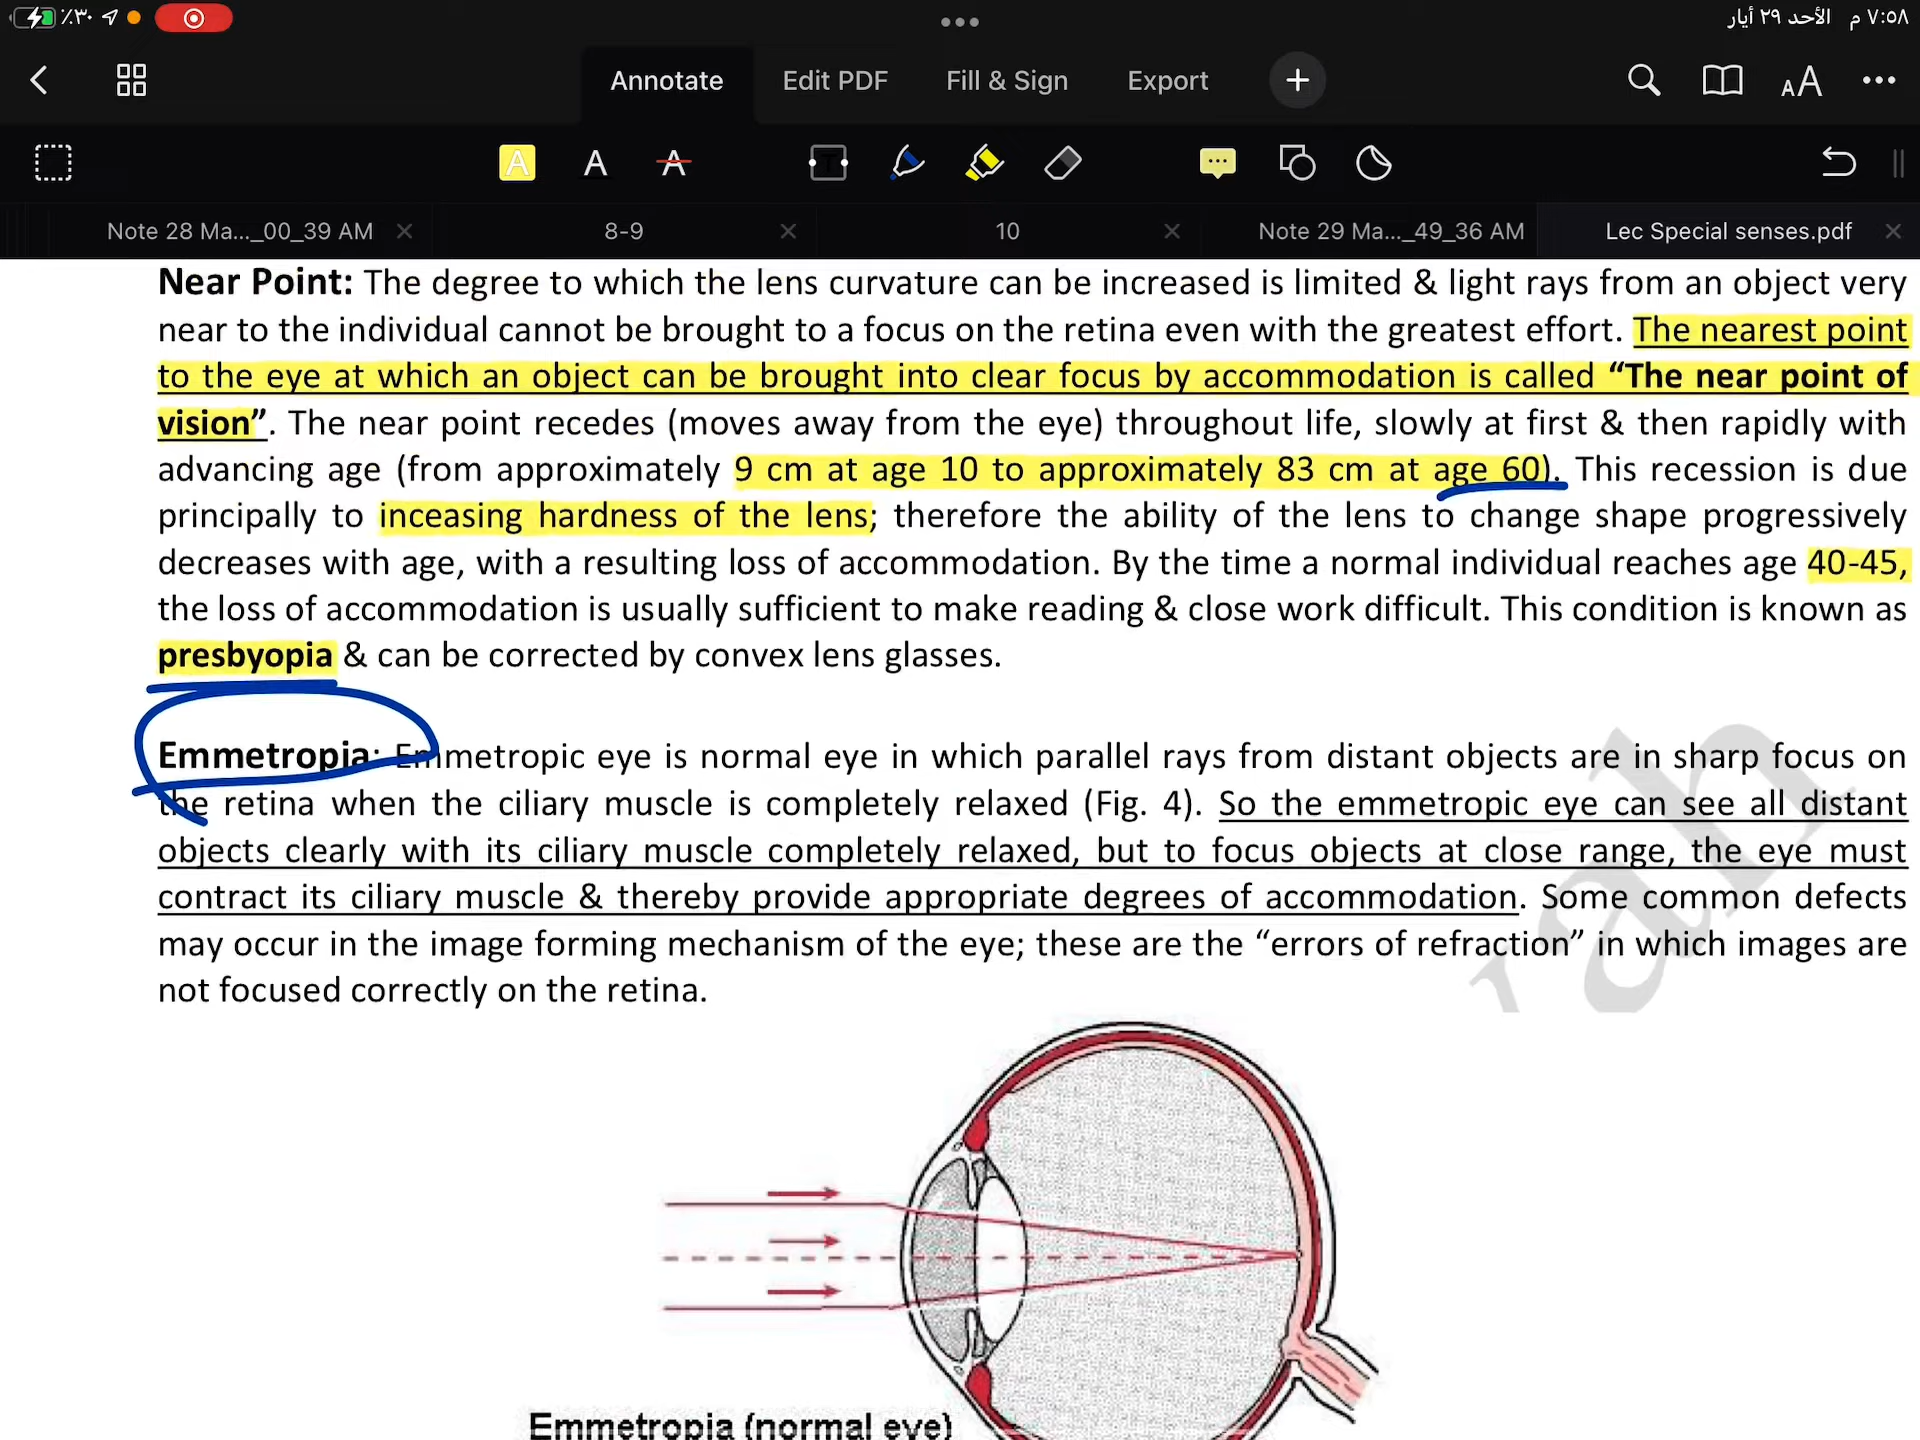 ٪٣٠
٧:٥٨ م الأحد ٢٩ أيار
Annotate Edit PDF Fill & Sign Export
Note 28 Ma..._00_39 AM 8-9 10 Note 29 Ma..._49_36 AM Lec Special senses.pdf
Near Point: The degree to which the lens curvature can be increased is limited & light rays from an object very
near to the individual cannot be brought to a focus on the retina even with the greatest effort. The nearest point
to the eye at which an object can be brought into clear focus by accommodation is called “The near point of
vision”. The near point recedes (moves away from the eye) throughout life, slowly at first & then rapidly with
advancing age (from approximately 9 cm at age 10 to approximately 83 cm at age 60). This recession is due
principally to inceasing hardness of the lens; therefore the ability of the lens to change shape progressively
decreases with age, with a resulting loss of accommodation. By the time a normal individual reaches age 40-45,
the loss of accommodation is usually sufficient to make reading & close work difficult. This condition is known as
presbyopia & can be corrected by convex lens glasses.
Emmetropia: Emmetropic eye is normal eye in which parallel rays from distant objects are in sharp focus on
the retina when the ciliary muscle is completely relaxed (Fig. 4). So the emmetropic eye can see all distant
objects clearly with its ciliary muscle completely relaxed, but to focus objects at close range, the eye must
contract its ciliary muscle & thereby provide appropriate degrees of accommodation. Some common defects
may occur in the image forming mechanism of the eye; these are the “errors of refraction” in which images are
not focused correctly on the retina.
Emmetropia (normal eye)